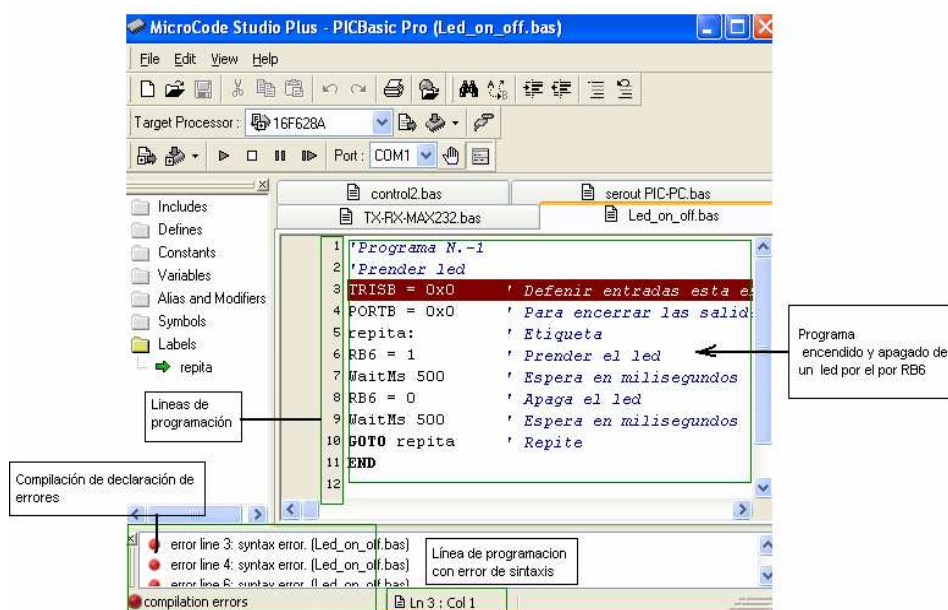 MicroCode Studio Plus - PICBasic Pro (Led_on_off.bas)
File Edit View Help
Target Processor: 16F628A
Port: COM1
Includes
Defines
Constants
Variables
Alias and Modifiers
Symbols
Labels
repita
control2.bas
serout PIC-PC.bas
TX-RX-MAX232.bas
Led_on_off.bas
1 'Programa N.-1
2 'Prender led
3 TRISB = 0x0 ' Defenir entradas esta e
4 PORTB = 0x0 ' Para encerrar las salid
5 repita: ' Etiqueta
6 RB6 = 1 ' Prender el led
7 WaitMs 500 ' Espera en milisegundos
8 RB6 = 0 ' Apaga el led
9 WaitMs 500 ' Espera en milisegundos
10 GOTO repita ' Repite
11 END
12
Programa
encendido y apagado de
un led por el por RB6
Lineas de
programación
Compilación de declaración de
errores
error line 3: syntax error. (Led_on_off.bas)
error line 4: syntax error. (Led_on_off.bas)
error line 6: syntax error. (Led_on_off.bas)
Línea de programacion
con error de sintaxis
compilation errors
Ln 3 : Col 1